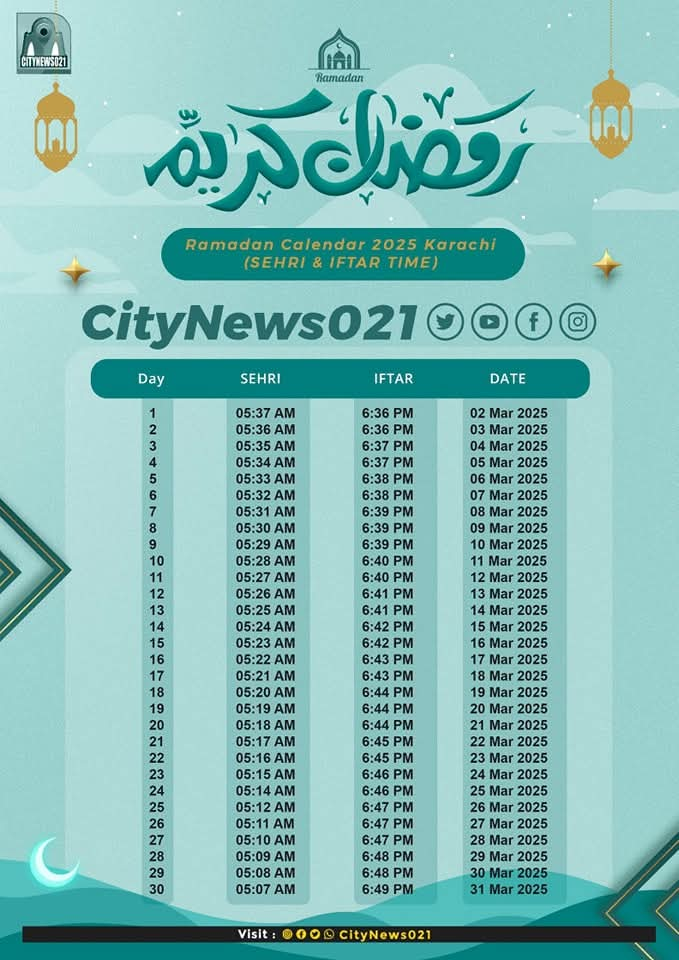 CITYNEWS021
Ramadan
رمضان كريم
Ramadan Calendar 2025 Karachi
(SEHRI & IFTAR TIME)
CityNews021
Day SEHRI IFTAR DATE
1 05:37 AM 6:36 PM 02 Mar 2025
2 05:36 AM 6:36 PM 03 Mar 2025
3 05:35 AM 6:37 PM 04 Mar 2025
4 05:34 AM 6:37 PM 05 Mar 2025
5 05:33 AM 6:38 PM 06 Mar 2025
6 05:32 AM 6:38 PM 07 Mar 2025
7 05:31 AM 6:39 PM 08 Mar 2025
8 05:30 AM 6:39 PM 09 Mar 2025
9 05:29 AM 6:39 PM 10 Mar 2025
10 05:28 AM 6:40 PM 11 Mar 2025
11 05:27 AM 6:40 PM 12 Mar 2025
12 05:26 AM 6:41 PM 13 Mar 2025
13 05:25 AM 6:41 PM 14 Mar 2025
14 05:24 AM 6:42 PM 15 Mar 2025
15 05:23 AM 6:42 PM 16 Mar 2025
16 05:22 AM 6:43 PM 17 Mar 2025
17 05:21 AM 6:43 PM 18 Mar 2025
18 05:20 AM 6:44 PM 19 Mar 2025
19 05:19 AM 6:44 PM 20 Mar 2025
20 05:18 AM 6:44 PM 21 Mar 2025
21 05:17 AM 6:45 PM 22 Mar 2025
22 05:16 AM 6:45 PM 23 Mar 2025
23 05:15 AM 6:46 PM 24 Mar 2025
24 05:14 AM 6:46 PM 25 Mar 2025
25 05:12 AM 6:47 PM 26 Mar 2025
26 05:11 AM 6:47 PM 27 Mar 2025
27 05:10 AM 6:47 PM 28 Mar 2025
28 05:09 AM 6:48 PM 29 Mar 2025
29 05:08 AM 6:48 PM 30 Mar 2025
30 05:07 AM 6:49 PM 31 Mar 2025
Visit : CityNews021